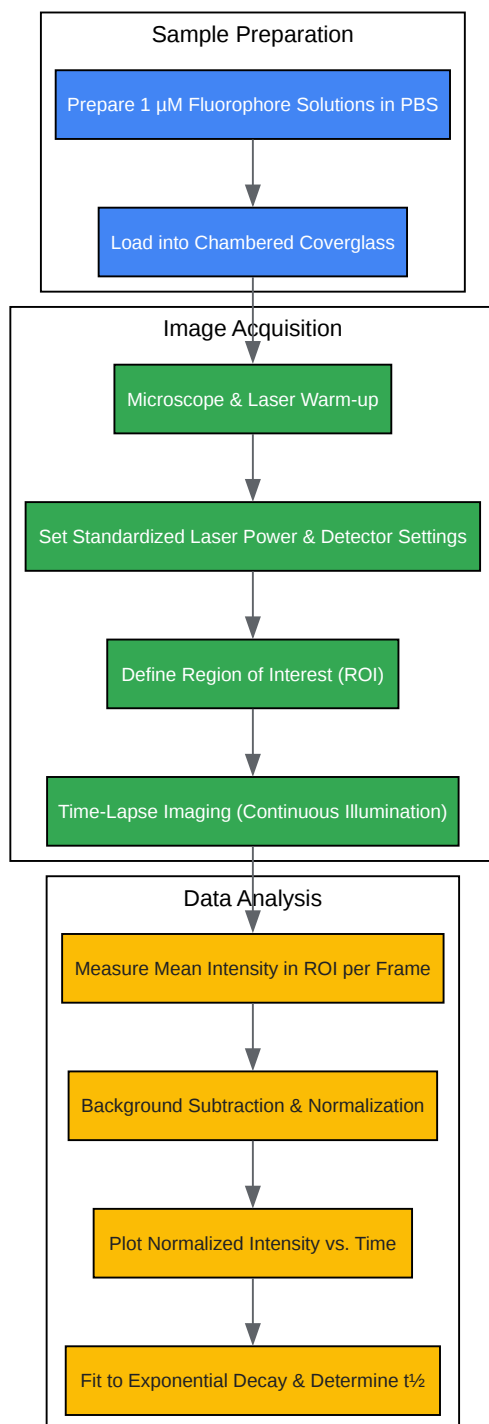 Sample Preparation
Prepare 1 µM Fluorophore Solutions in PBS
Load into Chambered Coverglass
Image Acquisition
Microscope & Laser Warm-up
Set Standardized Laser Power & Detector Settings
Define Region of Interest (ROI)
Time-Lapse Imaging (Continuous Illumination)
Data Analysis
Measure Mean Intensity in ROI per Frame
Background Subtraction & Normalization
Plot Normalized Intensity vs. Time
Fit to Exponential Decay & Determine t½